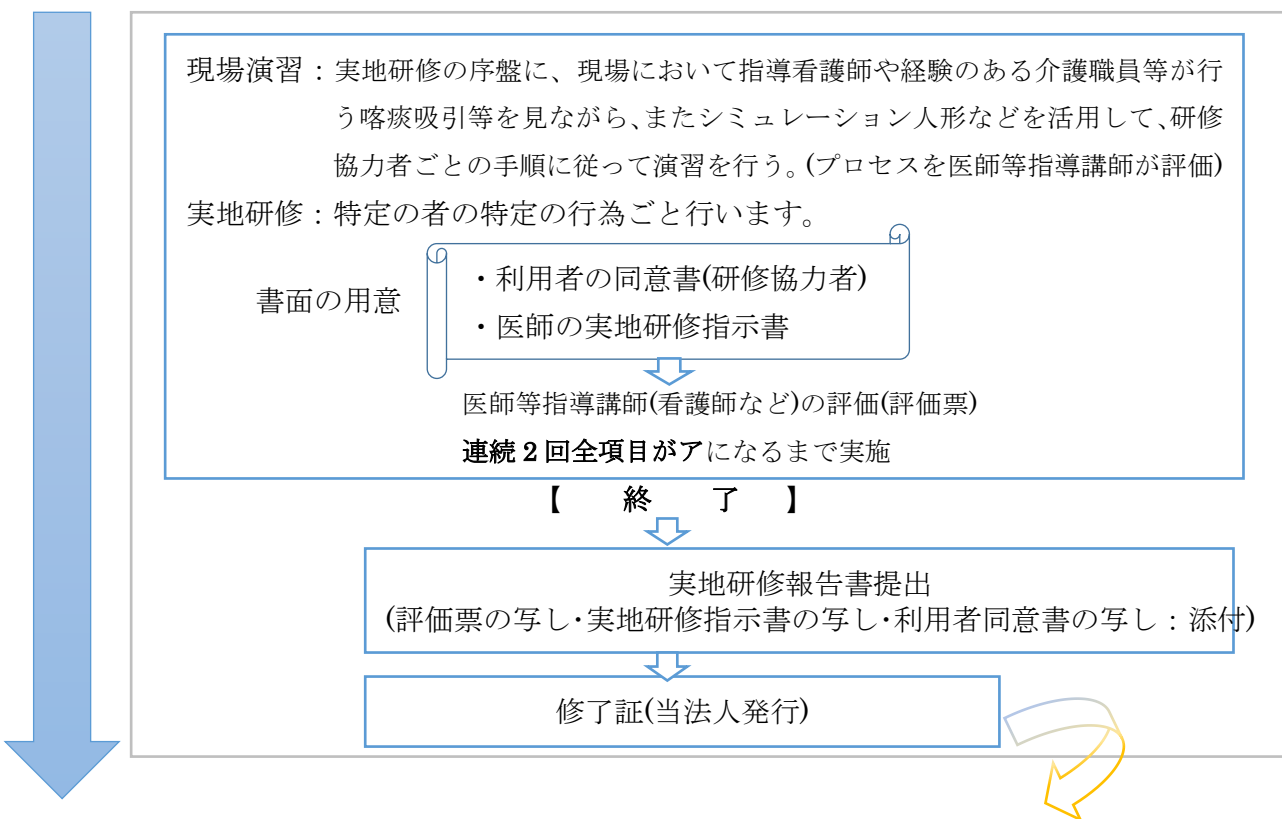 現場演習：実地研修の序盤に、現場において指導看護師や経験のある介護職員等が行
う喀痰吸引等を見ながら､またシミュレーション人形などを活用して､研修
協力者ごとの手順に従って演習を行う。(プロセスを医師等指導講師が評価)
実地研修：特定の者の特定の行為ごと行います。
書面の用意
・利用者の同意書(研修協力者)
・医師の実地研修指示書
医師等指導講師(看護師など)の評価(評価票)
連続 2 回全項目がアになるまで実施
【　終　了　】
実地研修報告書提出
(評価票の写し･実地研修指示書の写し･利用者同意書の写し：添付)
修了証(当法人発行)